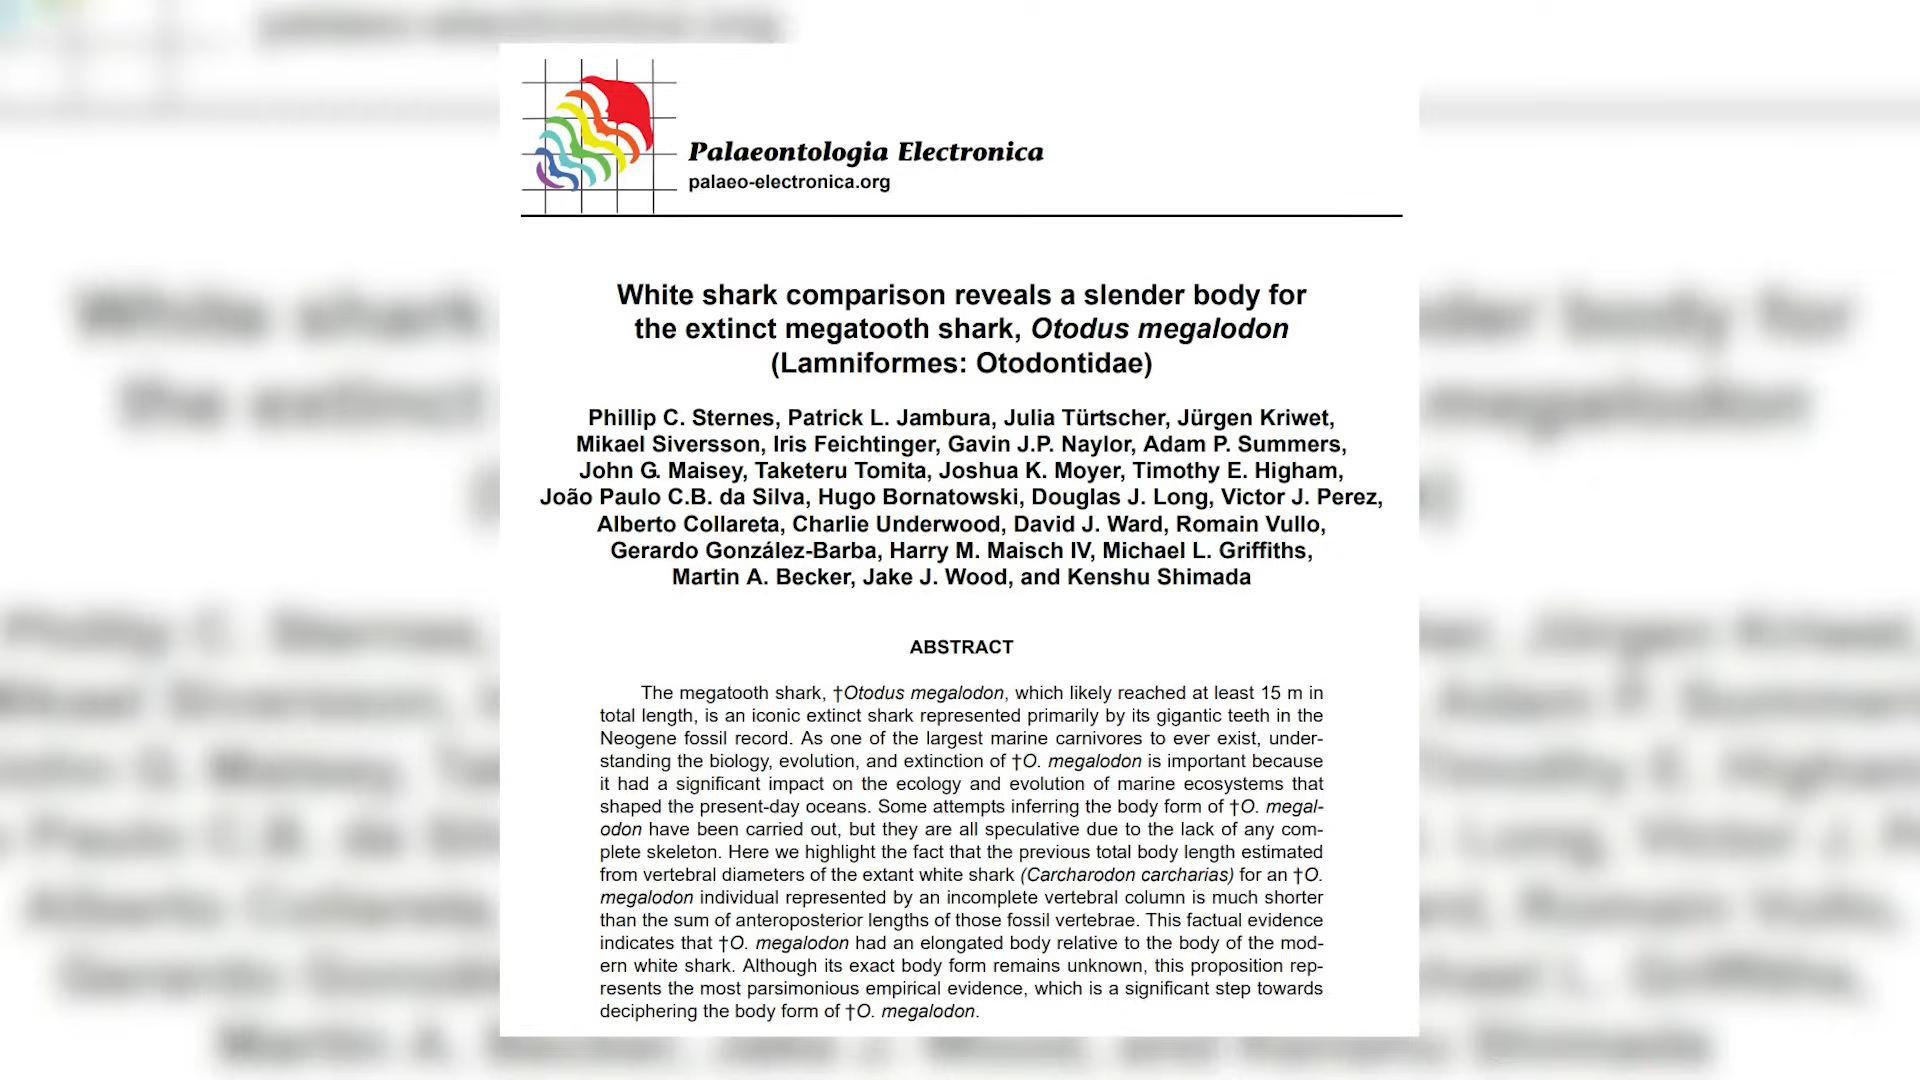 Palaeontologia Electronica
palaeo-electronica.org
White shark comparison reveals a slender body for
the extinct megatooth shark, Otodus megalodon
(Lamniformes: Otodontidae)
Phillip C. Sternes, Patrick L. Jambura, Julia Türtscher, Jürgen Kriwet,
Mikael Siversson, Iris Feichtinger, Gavin J.P. Naylor, Adam P. Summers,
John G. Maisey, Taketeru Tomita, Joshua K. Moyer, Timothy E. Higham,
João Paulo C.B. da Silva, Hugo Bornatowski, Douglas J. Long, Victor J. Perez,
Alberto Collareta, Charlie Underwood, David J. Ward, Romain Vullo,
Gerardo González-Barba, Harry M. Maisch IV, Michael L. Griffiths,
Martin A. Becker, Jake J. Wood, and Kenshu Shimada
ABSTRACT
The megatooth shark, †Otodus megalodon, which likely reached at least 15 m in
total length, is an iconic extinct shark represented primarily by its gigantic teeth in the
Neogene fossil record. As one of the largest marine carnivores to ever exist, under-
standing the biology, evolution, and extinction of †O. megalodon is important because
it had a significant impact on the ecology and evolution of marine ecosystems that
shaped the present-day oceans. Some attempts inferring the body form of †O. megal-
odon have been carried out, but they are all speculative due to the lack of any com-
plete skeleton. Here we highlight the fact that the previous total body length estimated
from vertebral diameters of the extant white shark (Carcharodon carcharias) for an †O.
megalodon individual represented by an incomplete vertebral column is much shorter
than the sum of anteroposterior lengths of those fossil vertebrae. This factual evidence
indicates that †O. megalodon had an elongated body relative to the body of the mod-
ern white shark. Although its exact body form remains unknown, this proposition rep-
resents the most parsimonious empirical evidence, which is a significant step towards
deciphering the body form of †O. megalodon.